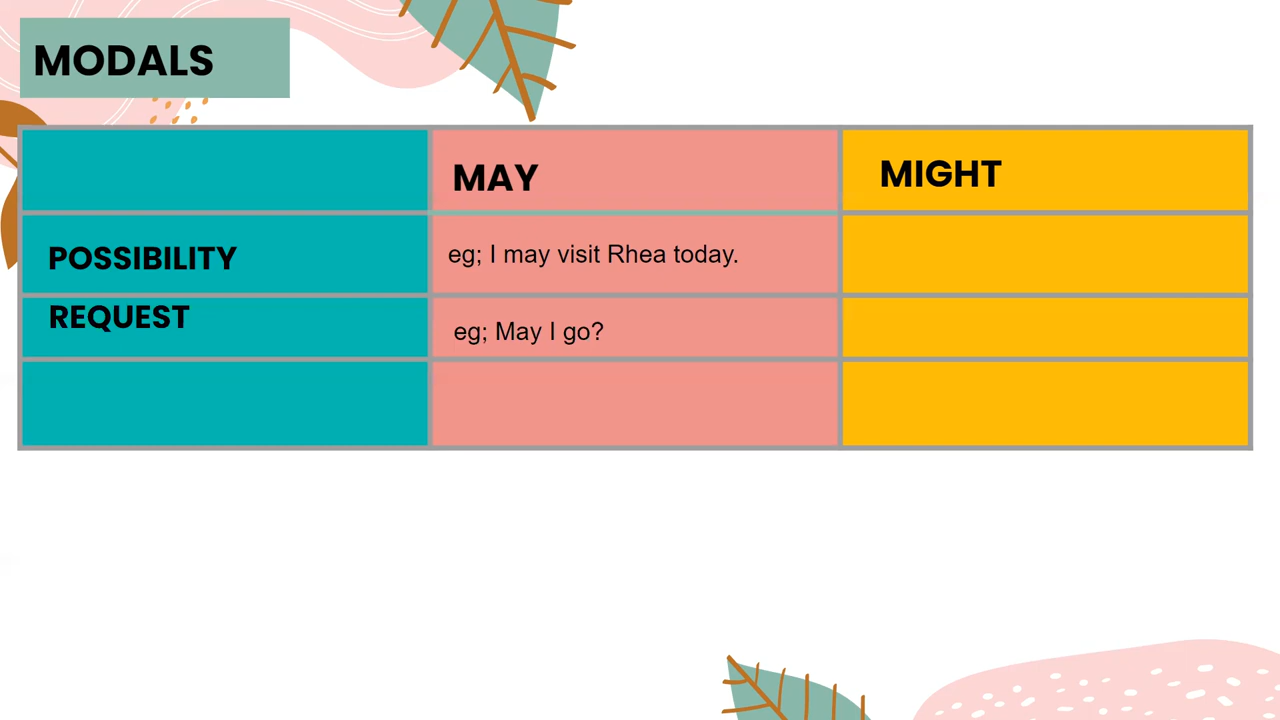 MODALS
MAY
MIGHT
POSSIBILITY
eg; I may visit Rhea today.
REQUEST
eg; May I go?